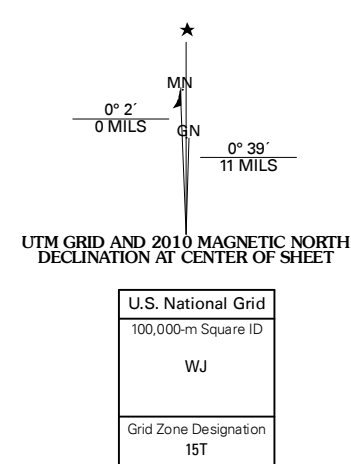 MN
0° 2´
0 MILS
GN
0° 39´
11 MILS
UTM GRID AND 2010 MAGNETIC NORTH
DECLINATION AT CENTER OF SHEET
U.S. National Grid
100,000-m Square ID
WJ
Grid Zone Designation
15T